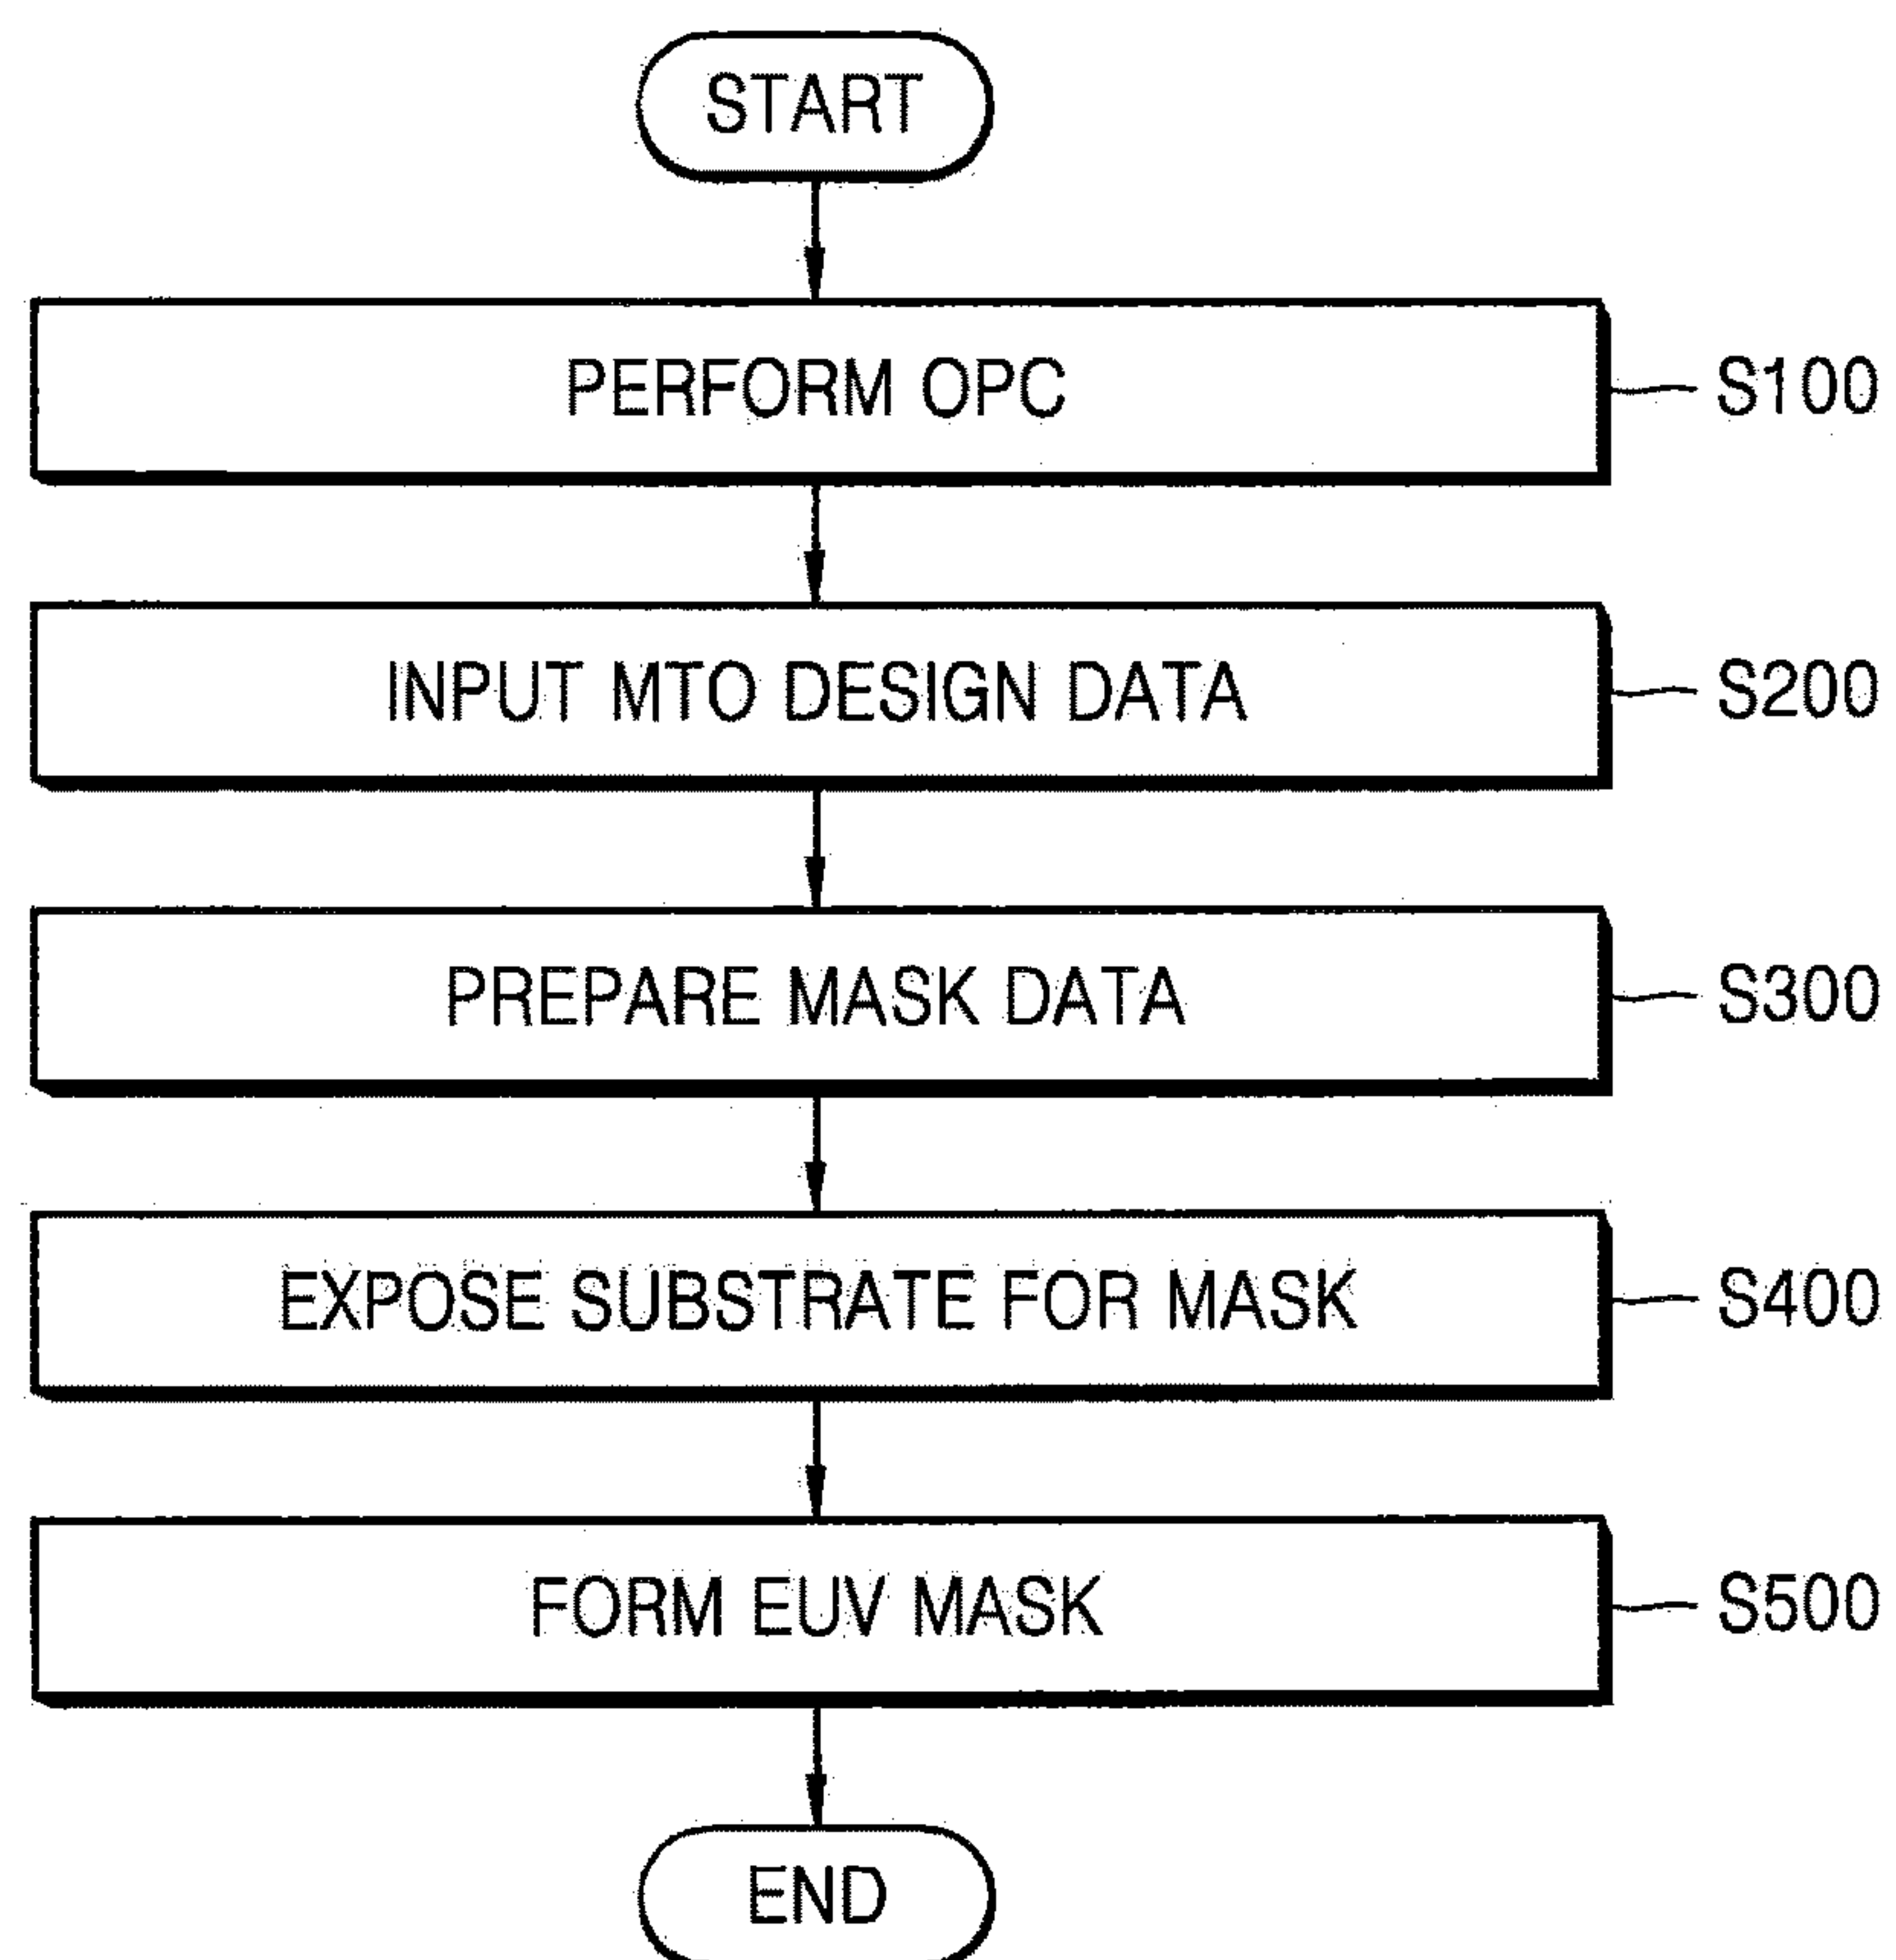 START
PERFORM OPC
S100
INPUT MTO DESIGN DATA
S200
PREPARE MASK DATA
S300
EXPOSE SUBSTRATE FOR MASK
S400
FORM EUV MASK
S500
END